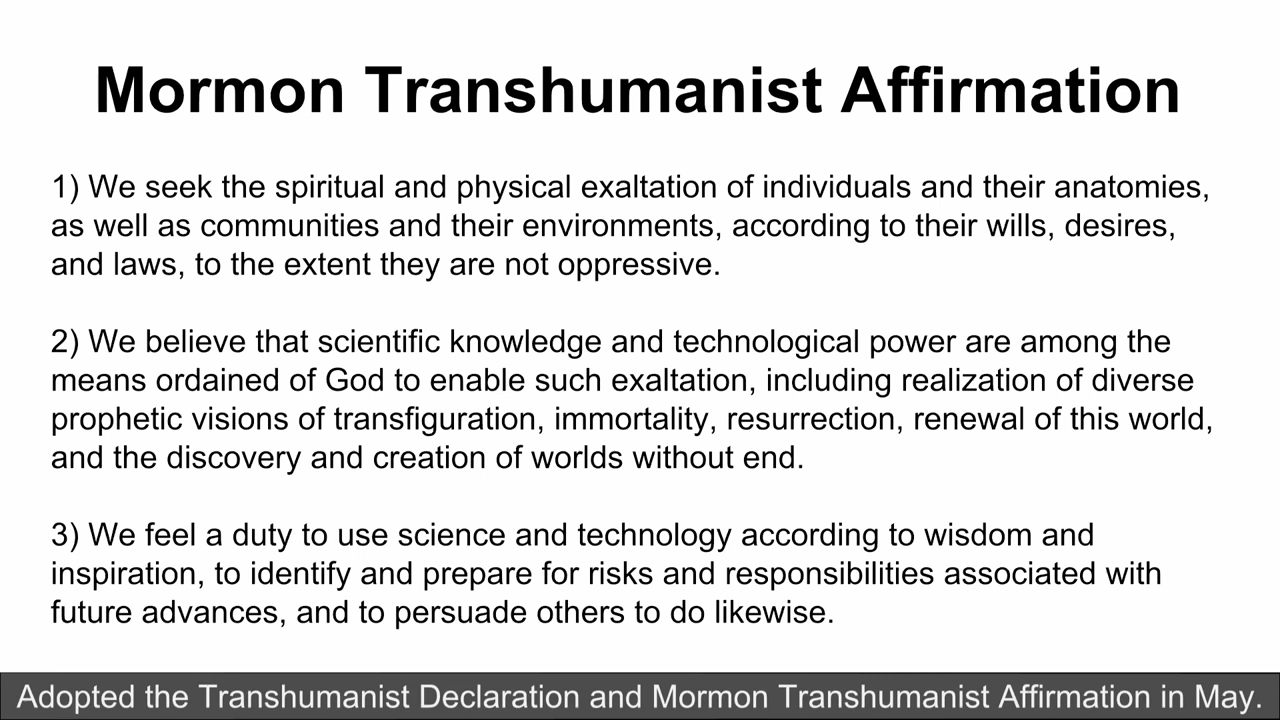 Mormon Transhumanist Affirmation
1) We seek the spiritual and physical exaltation of individuals and their anatomies,
as well as communities and their environments, according to their wills, desires,
and laws, to the extent they are not oppressive.
2) We believe that scientific knowledge and technological power are among the
means ordained of God to enable such exaltation, including realization of diverse
prophetic visions of transfiguration, immortality, resurrection, renewal of this world,
and the discovery and creation of worlds without end.
3) We feel a duty to use science and technology according to wisdom and
inspiration, to identify and prepare for risks and responsibilities associated with
future advances, and to persuade others to do likewise.
Adopted the Transhumanist Declaration and Mormon Transhumanist Affirmation in May.